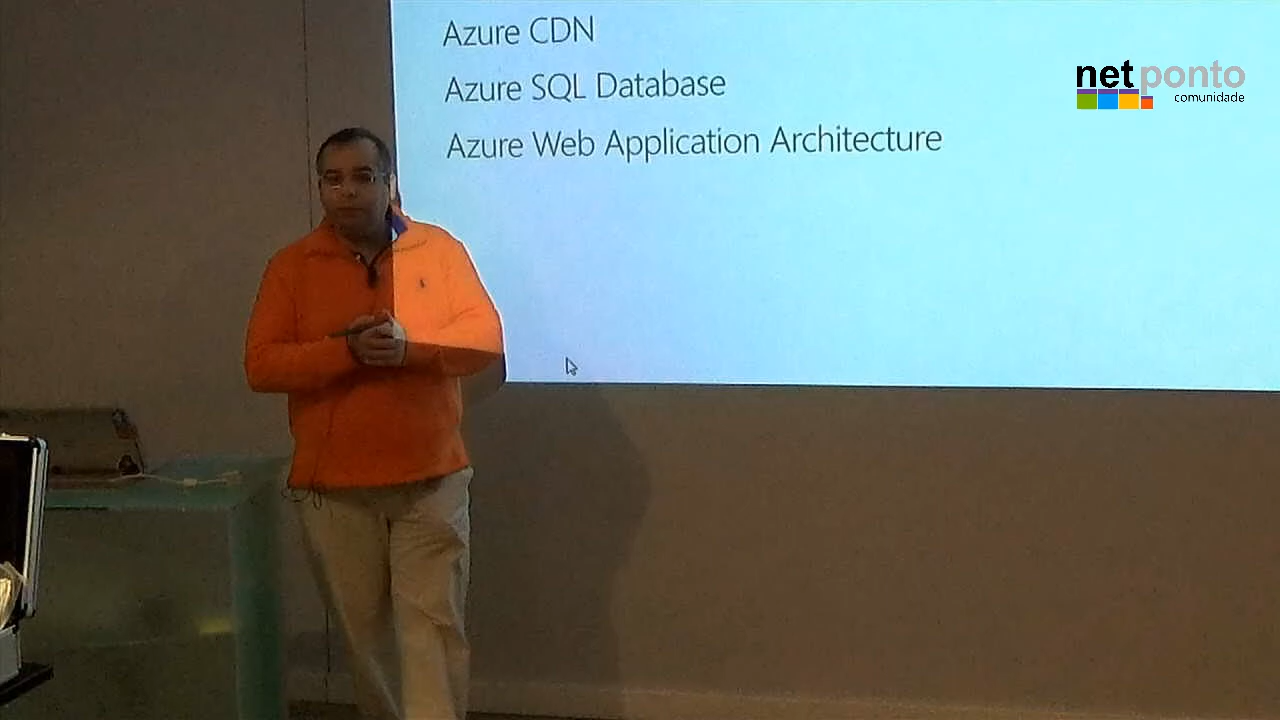 Azure CDN
Azure SQL Database
Azure Web Application Architecture
netponto
comunidade